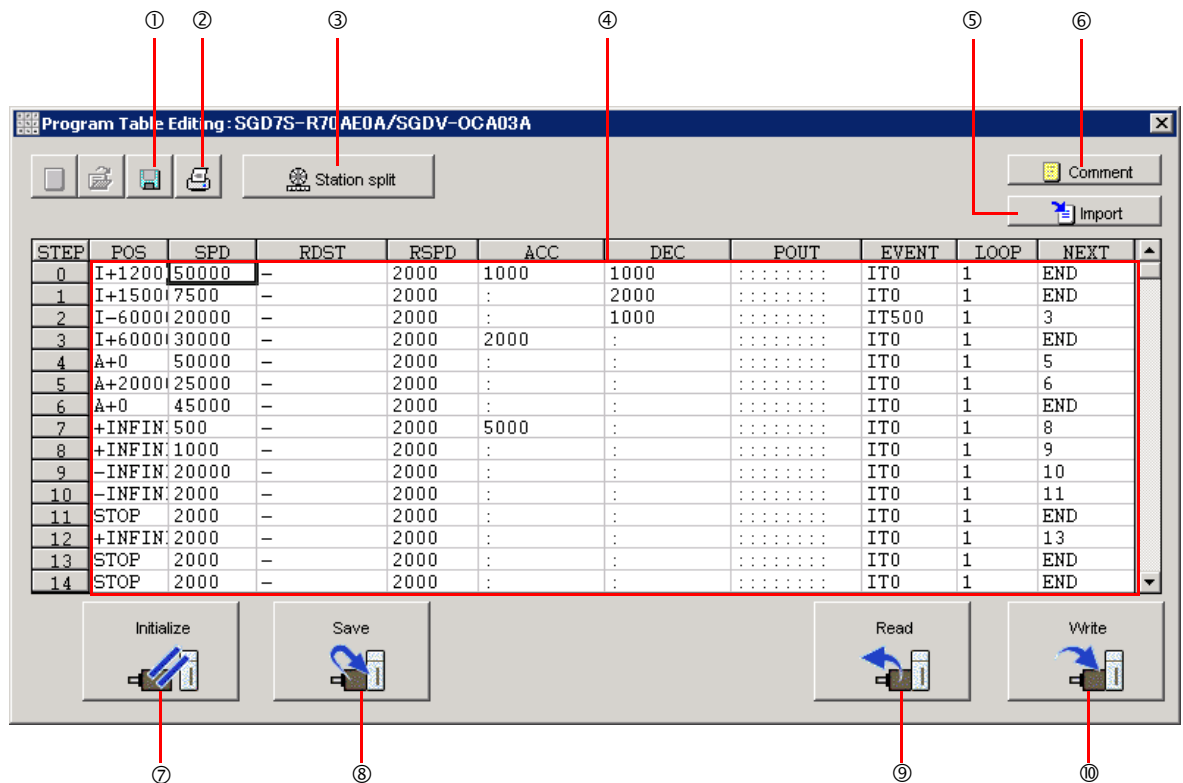 ① ② ③ ④ ⑤ ⑥
Program Table Editing:SGD7S-R70AE0A/SGDV-OCA03A
Station split
Comment
Import
STEP POS SPD RDST RSPD ACC DEC POUT EVENT LOOP NEXT
0 I+1200 50000 – 2000 1000 1000 :::::::: IT0 1 END
1 I+1500 7500 – 2000 : 2000 :::::::: IT0 1 END
2 I-6000 20000 – 2000 : 1000 :::::::: IT500 1 3
3 I+6000 30000 – 2000 2000 : :::::::: IT0 1 END
4 A+0 50000 – 2000 : : :::::::: IT0 1 5
5 A+2000 25000 – 2000 : : :::::::: IT0 1 6
6 A+0 45000 – 2000 : : :::::::: IT0 1 END
7 +INFIN 500 – 2000 5000 : :::::::: IT0 1 8
8 +INFIN 1000 – 2000 : : :::::::: IT0 1 9
9 -INFIN 20000 – 2000 : : :::::::: IT0 1 10
10 -INFIN 2000 – 2000 : : :::::::: IT0 1 11
11 STOP 2000 – 2000 : : :::::::: IT0 1 END
12 +INFIN 2000 – 2000 : : :::::::: IT0 1 13
13 STOP 2000 – 2000 : : :::::::: IT0 1 END
14 STOP 2000 – 2000 : : :::::::: IT0 1 END
Initialize Save Read Write
⑦ ⑧ ⑨ ⑩